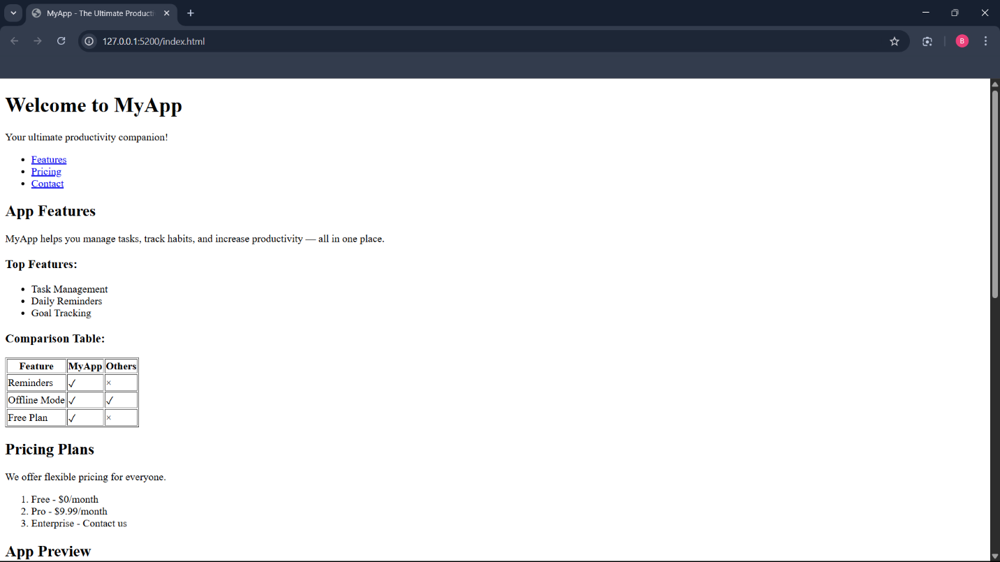 MyApp - The Ultimate Producti
127.0.0.1:5200/index.html
B
Welcome to MyApp
Your ultimate productivity companion!
• Features
• Pricing
• Contact
App Features
MyApp helps you manage tasks, track habits, and increase productivity — all in one place.
Top Features:
• Task Management
• Daily Reminders
• Goal Tracking
Comparison Table:
Feature MyApp Others
Reminders ✓ ×
Offline Mode ✓ ✓
Free Plan ✓ ×
Pricing Plans
We offer flexible pricing for everyone.
1. Free - $0/month
2. Pro - $9.99/month
3. Enterprise - Contact us
App Preview